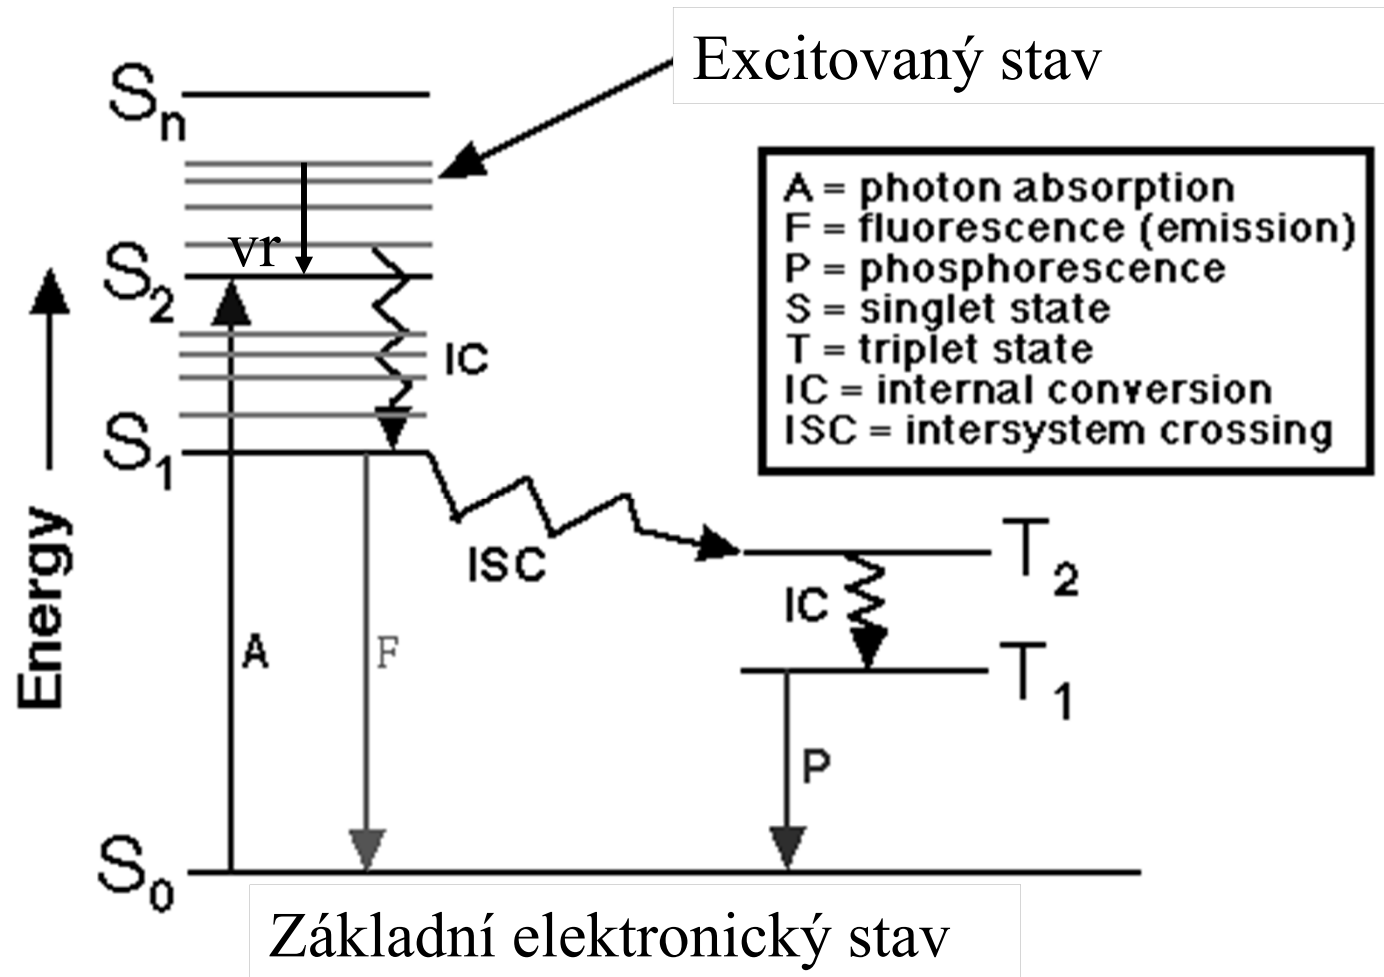 Excitovaný stav
Sn
A = photon absorption
F = fluorescence (emission)
P = phosphorescence
S = singlet state
T = triplet state
IC = internal conversion
ISC = intersystem crossing
vr
S2
IC
S1
Energy
ISC
T2
IC
A
F
T1
P
S0
Základní elektronický stav